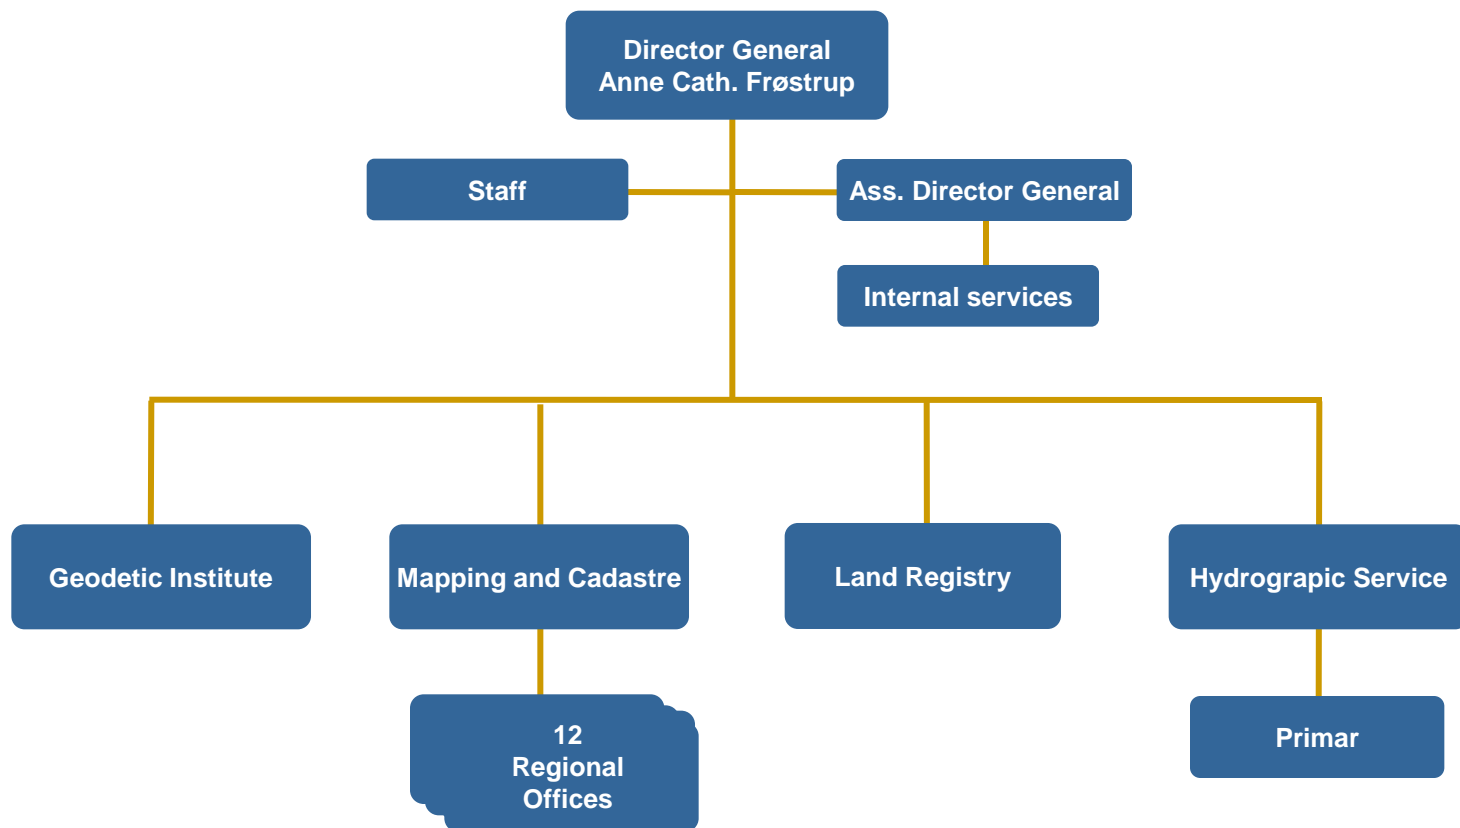 Director General
Anne Cath. Frøstrup
Staff
Ass. Director General
Internal services
Geodetic Institute
Mapping and Cadastre
Land Registry
Hydrograpic Service
12
Regional
Offices
Primar